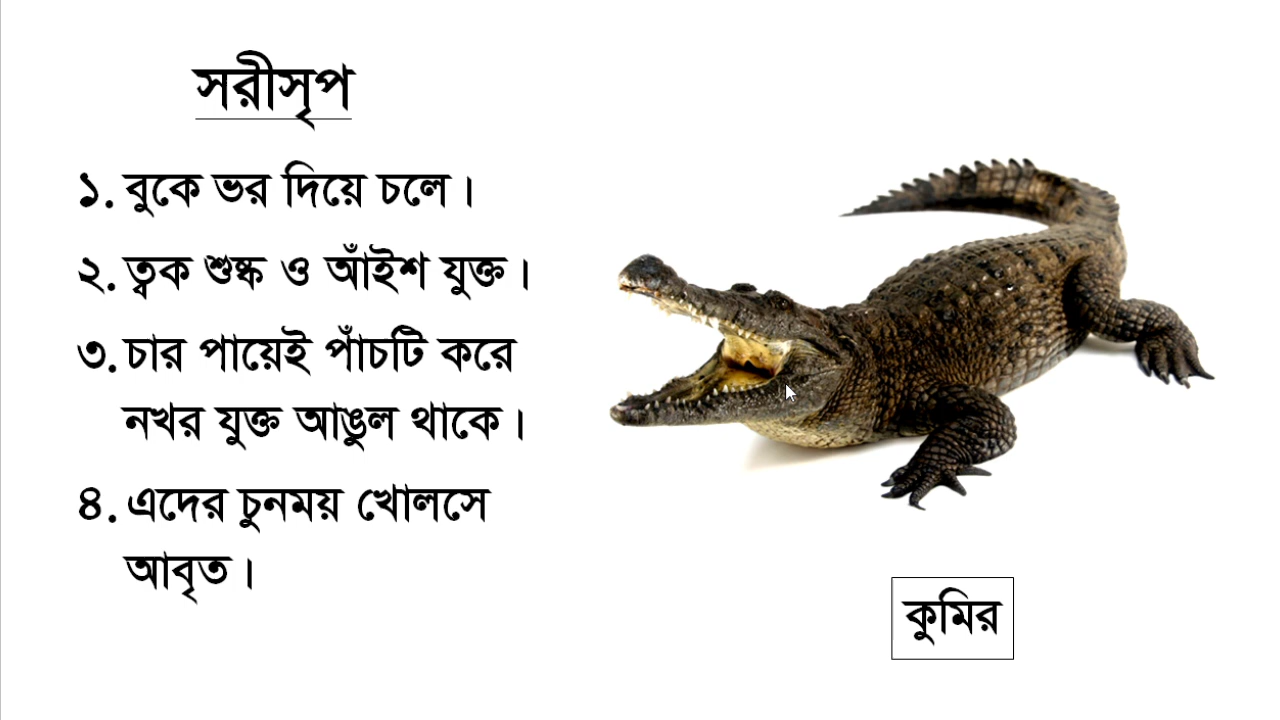 সরীসৃপ
১. বুকে ভর দিয়ে চলে।
২. ত্বক শুষ্ক ও আঁইশ যুক্ত।
৩. চার পায়েই পাঁচটি করে
নখর যুক্ত আঙুল থাকে।
৪. এদের চুনময় খোলসে
আবৃত।
কুমির